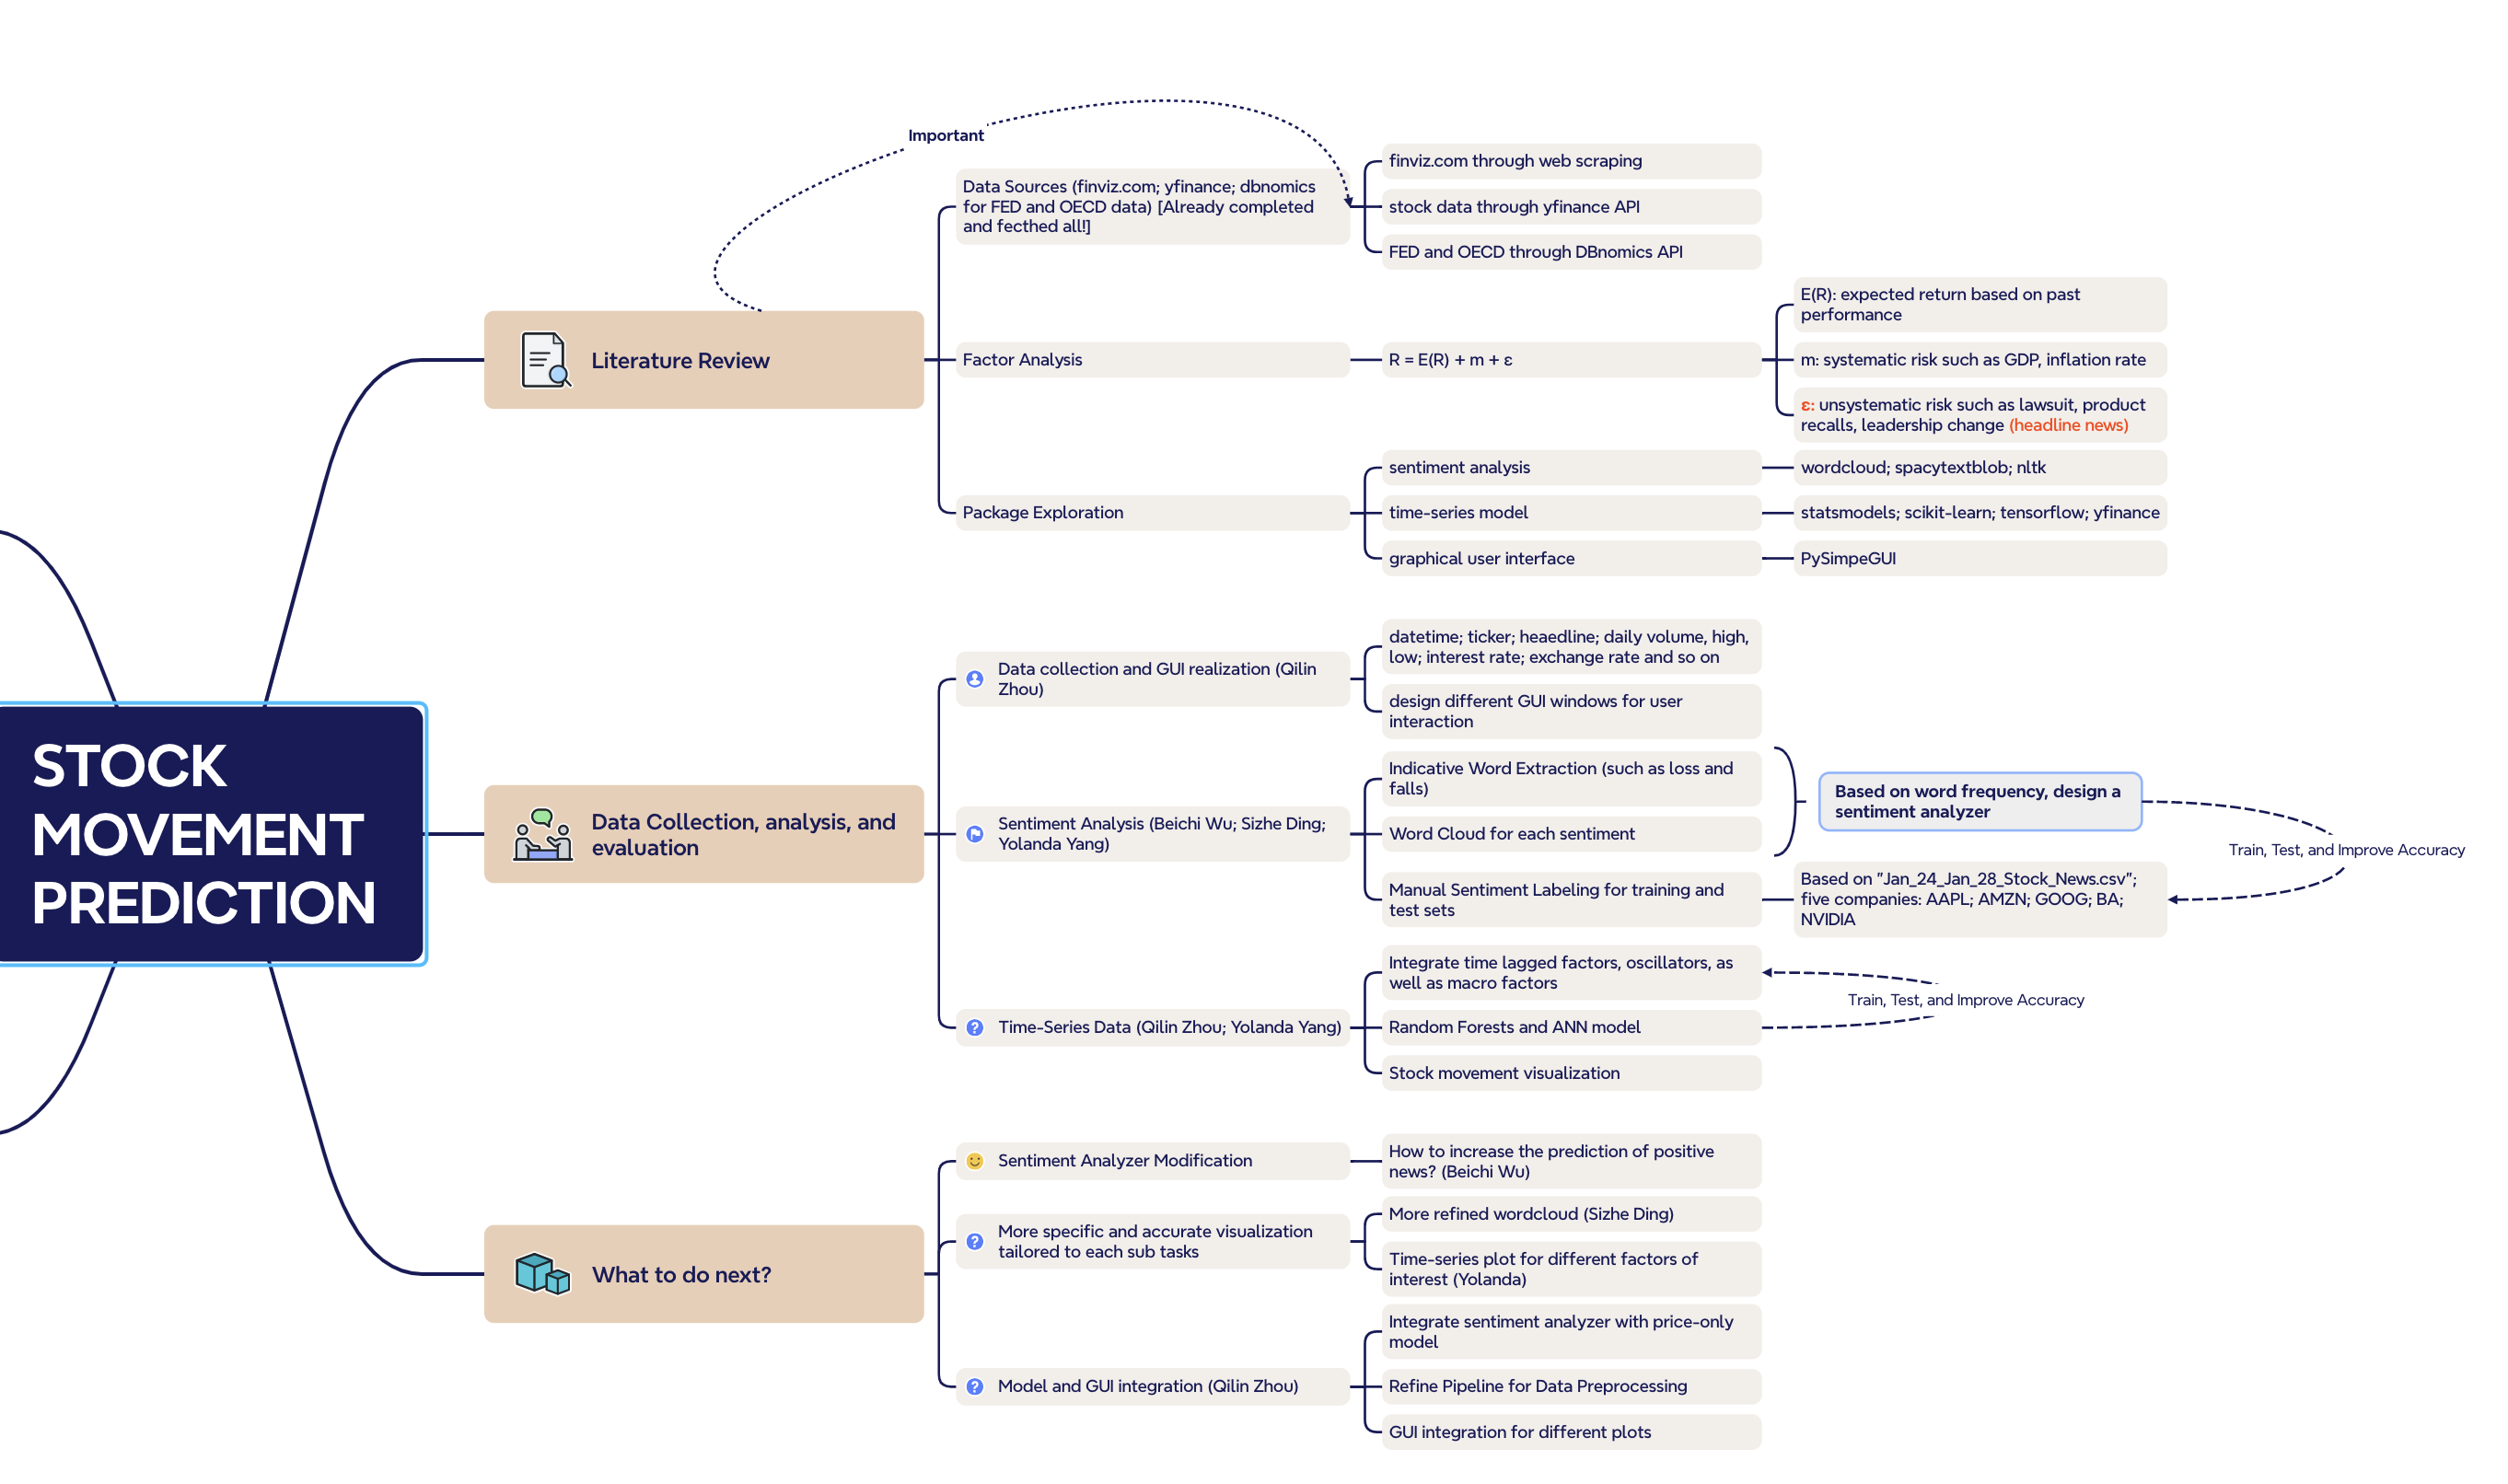 STOCK
MOVEMENT
PREDICTION
Important
Literature Review
Data Sources (finviz.com; yfinance; dbnomics
for FED and OECD data) [Already completed
and fecthed all!]
finviz.com through web scraping
stock data through yfinance API
FED and OECD through DBnomics API
Factor Analysis
R = E(R) + m + ε
E(R): expected return based on past
performance
m: systematic risk such as GDP, inflation rate
ε: unsystematic risk such as lawsuit, product
recalls, leadership change (headline news)
Package Exploration
sentiment analysis
wordcloud; spacytextblob; nltk
time-series model
statsmodels; scikit-learn; tensorflow; yfinance
graphical user interface
PySimpeGUI
Data Collection, analysis, and
evaluation
Data collection and GUI realization (Qilin
Zhou)
datetime; ticker; heaedline; daily volume, high,
low; interest rate; exchange rate and so on
design different GUI windows for user
interaction
Sentiment Analysis (Beichi Wu; Sizhe Ding;
Yolanda Yang)
Indicative Word Extraction (such as loss and
falls)
Word Cloud for each sentiment
Based on word frequency, design a
sentiment analyzer
Train, Test, and Improve Accuracy
Manual Sentiment Labeling for training and
test sets
Based on "Jan_24_Jan_28_Stock_News.csv";
five companies: AAPL; AMZN; GOOG; BA;
NVIDIA
Time-Series Data (Qilin Zhou; Yolanda Yang)
Integrate time lagged factors, oscillators, as
well as macro factors
Train, Test, and Improve Accuracy
Random Forests and ANN model
Stock movement visualization
What to do next?
Sentiment Analyzer Modification
How to increase the prediction of positive
news? (Beichi Wu)
More specific and accurate visualization
tailored to each sub tasks
More refined wordcloud (Sizhe Ding)
Time-series plot for different factors of
interest (Yolanda)
Model and GUI integration (Qilin Zhou)
Integrate sentiment analyzer with price-only
model
Refine Pipeline for Data Preprocessing
GUI integration for different plots